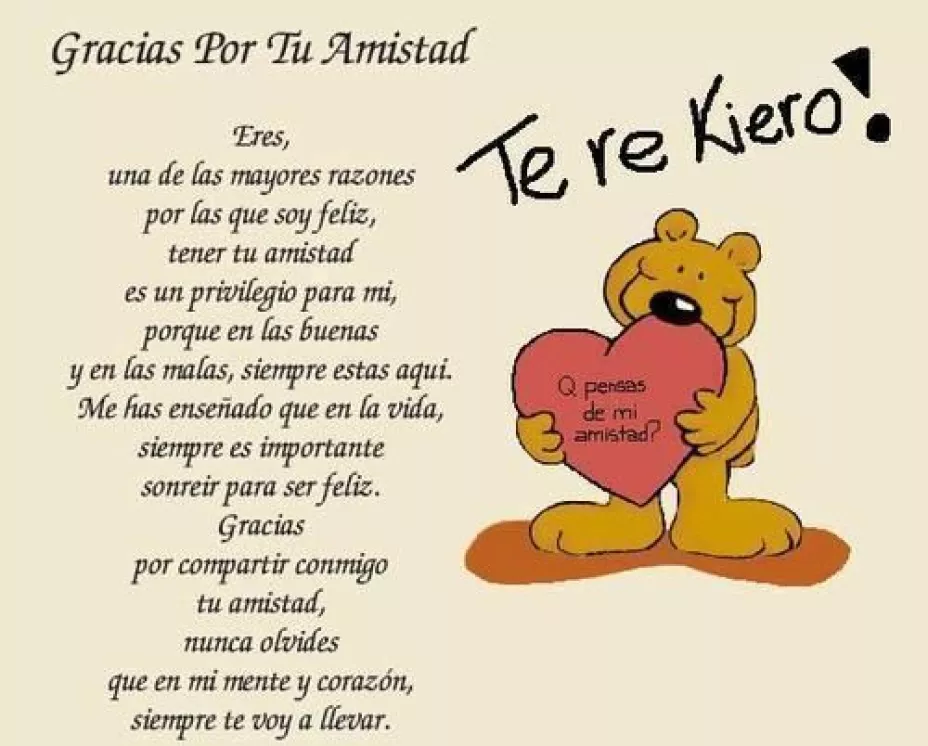 Gracias Por Tu Amistad
Eres,
una de las mayores razones
por las que soy feliz,
tener tu amistad
es un privilegio para mi,
porque en las buenas
y en las malas, siempre estas aqui.
Me has enseñado que en la vida,
siempre es importante
sonreir para ser feliz.
Gracias
por compartir conmigo
tu amistad,
nunca olvides
que en mi mente y corazón,
siempre te voy a llevar.
Te re Kiero!
Q pensas
de mi
amistad?